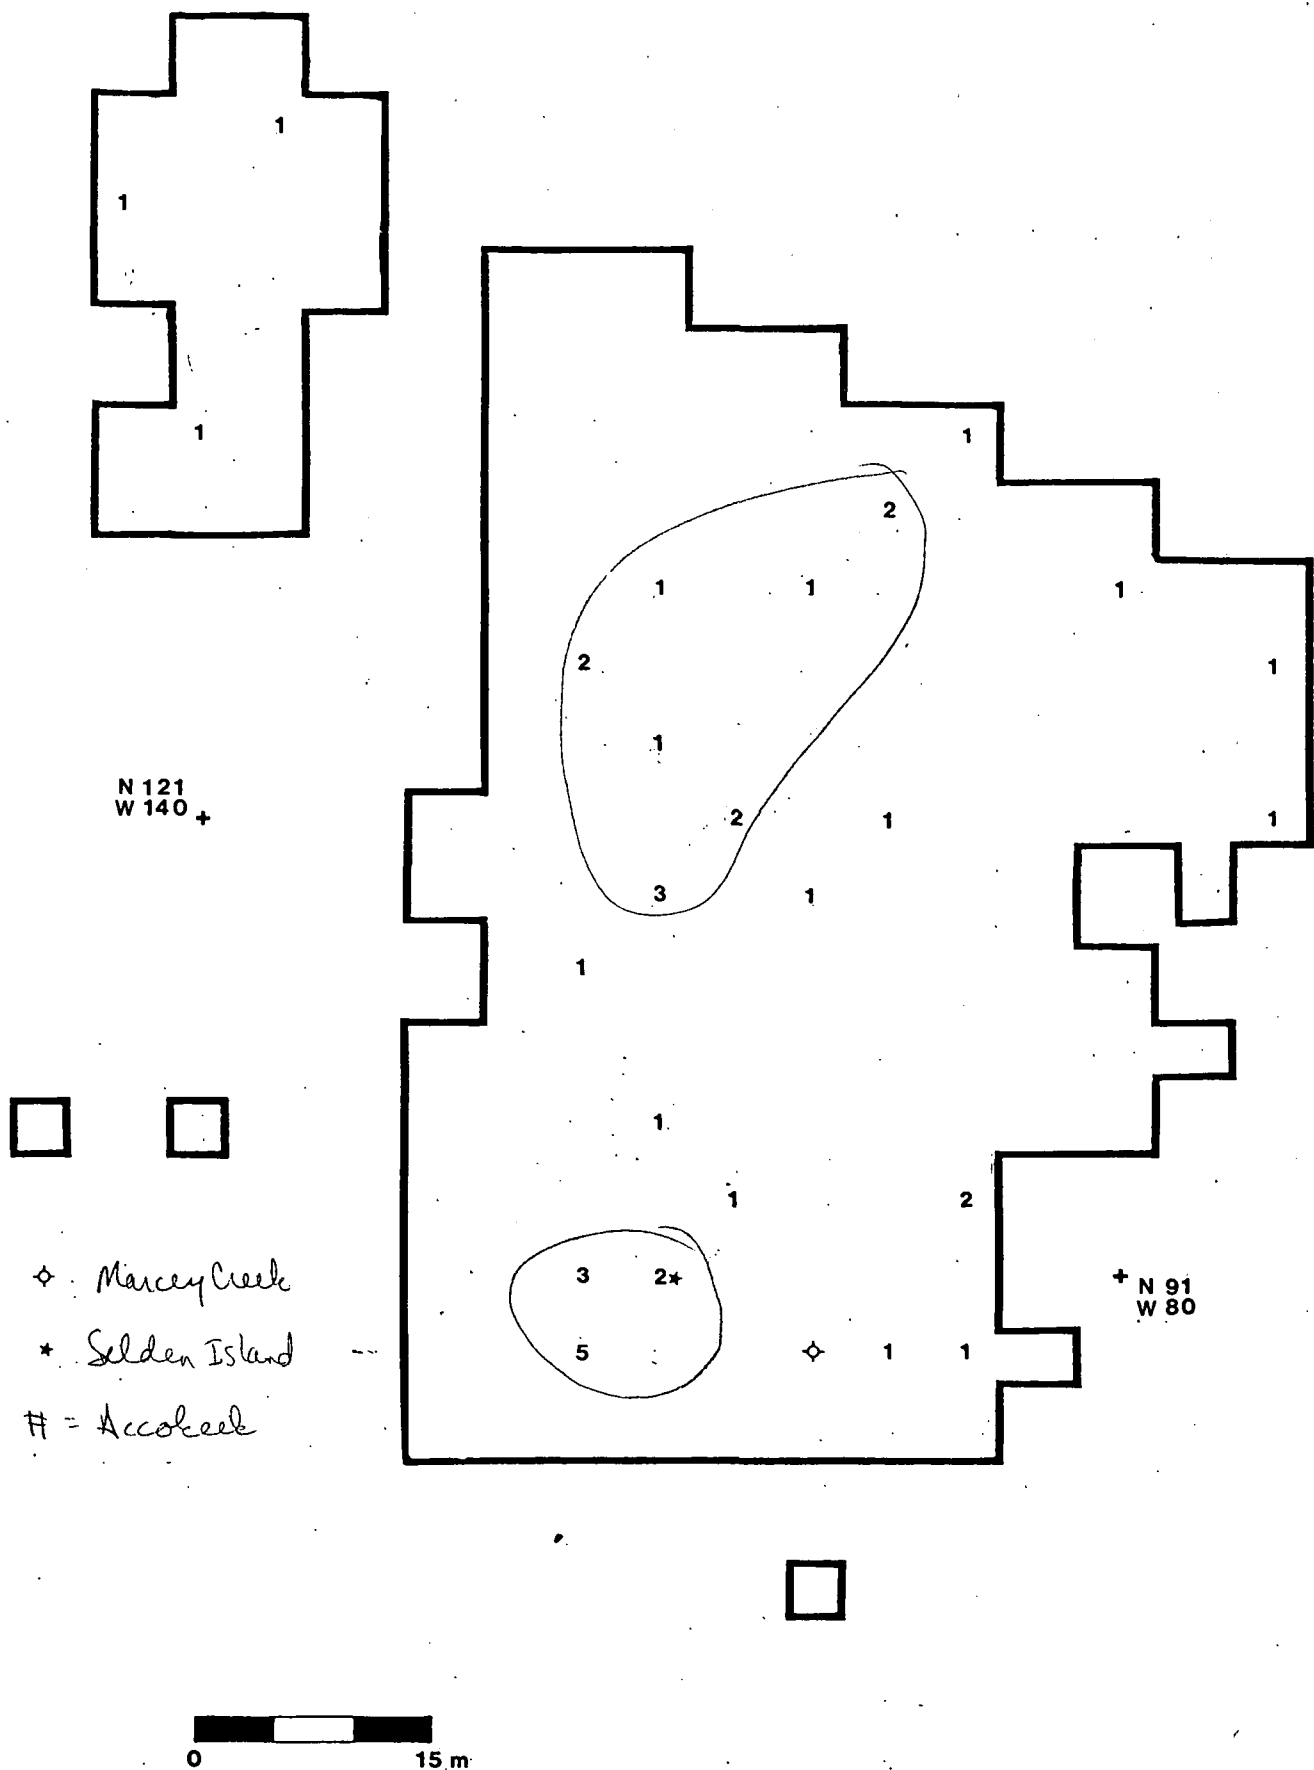 1
1
1
1
2
1 1 1
2 1
1
N 121
W 140 +
2 1 1
3 1
1
1
1 2
3 2★ + N 91
W 80
5 1 1
Marcey Creek
★ Selden Island
# = Accokeek
0 15 m